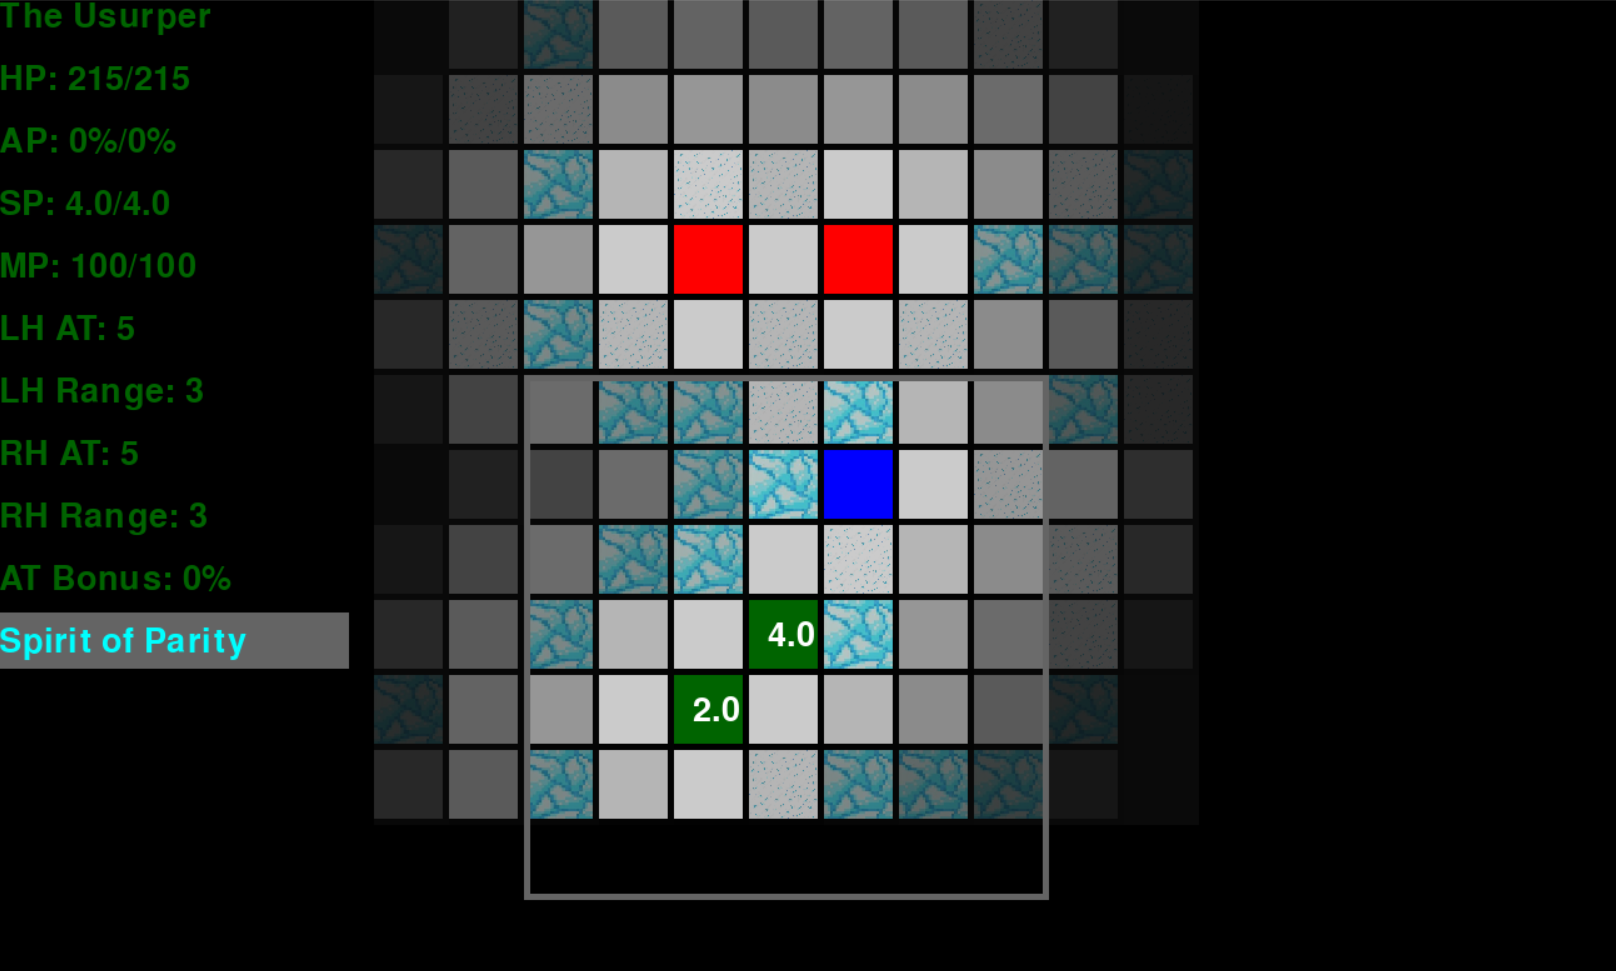 The Usurper
HP: 215/215
AP: 0%/0%
SP: 4.0/4.0
MP: 100/100
LH AT: 5
LH Range: 3
RH AT: 5
RH Range: 3
AT Bonus: 0%
Spirit of Parity
4.0
2.0